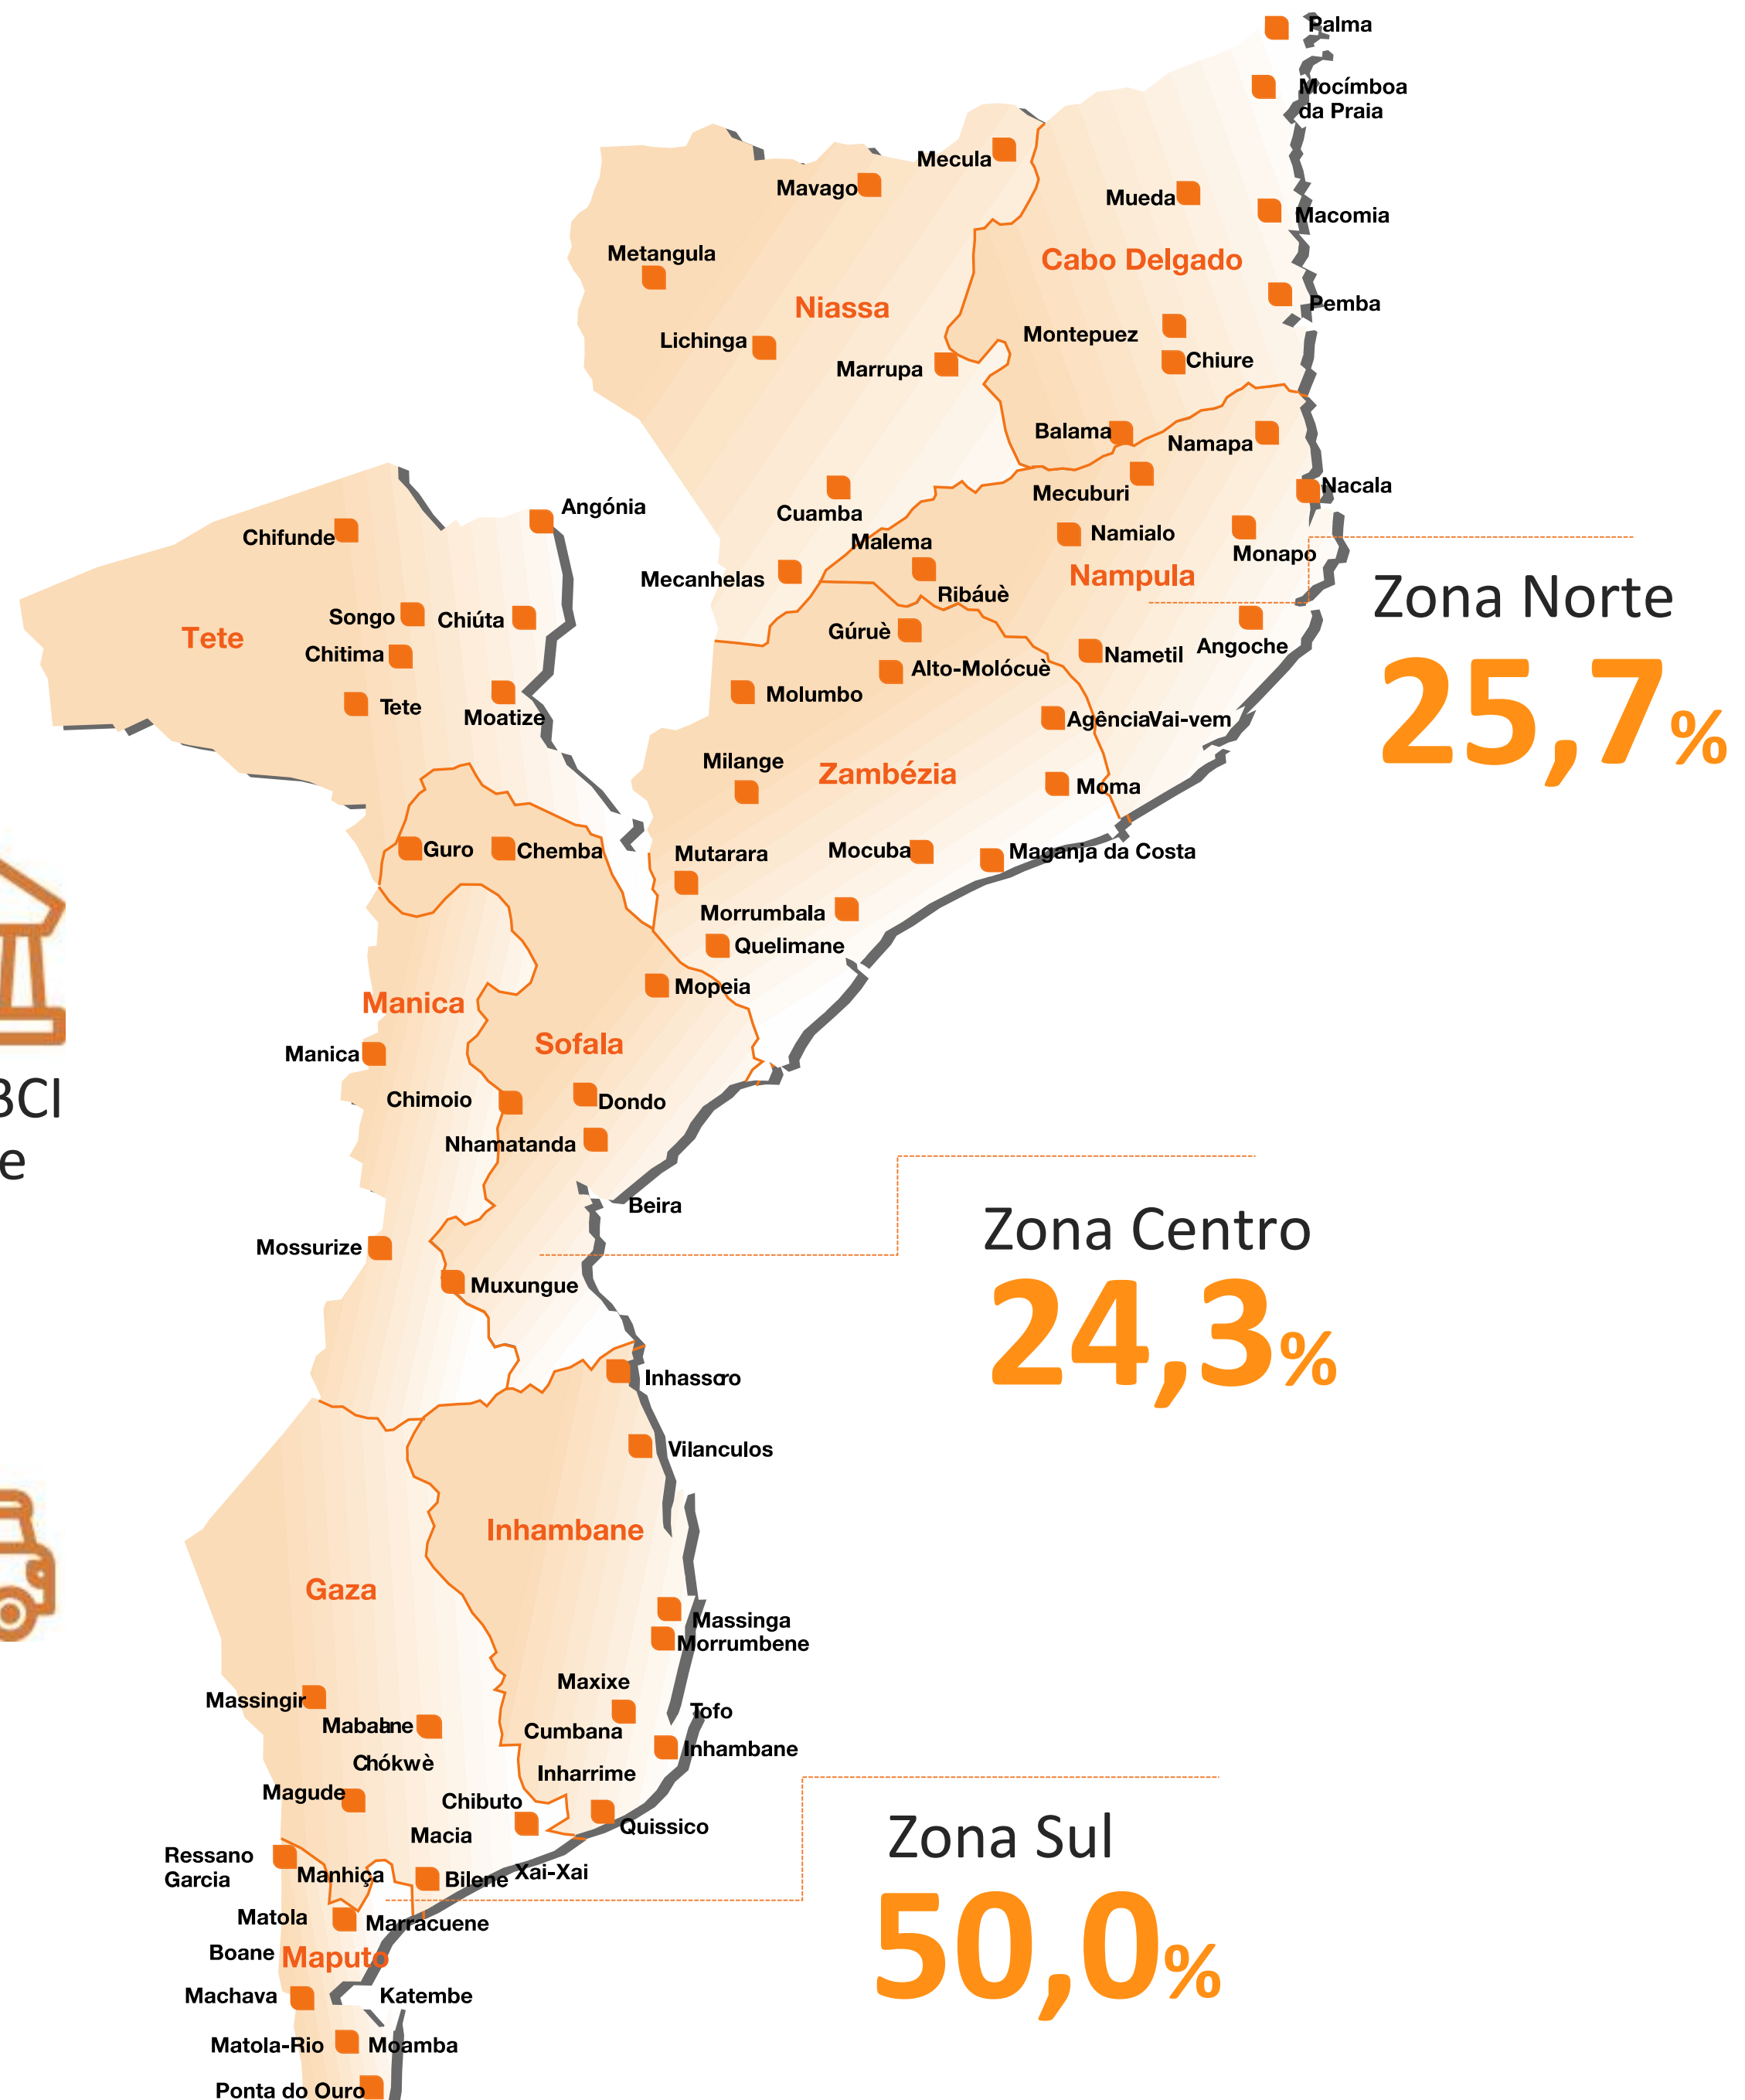 Palma
Mocímboa
da Praia
Mecula
Mavago
Mueda
Macomia
Metangula
Cabo Delgado
Niassa
Pemba
Lichinga
Montepuez
Marrupa
Chiure
Balama
Namapa
Mecuburi
Nacala
Angónia
Cuamba
Chifunde
Namialo
Malema
Monapo
Mecanhelas
Nampula
Ribáuè
Zona Norte
25,7%
Songo
Chiúta
Tete
Gúruè
Nametil
Angoche
Chitima
Alto-Molócuè
Molumbo
Tete
Moatize
AgênciaVai-vem
Milange
Zambézia
Moma
Guro
Chemba
Mutarara
Mocuba
Maganja da Costa
Morrumbala
Quelimane
Mopeia
Manica
Sofala
Manica
BCI
e
Chimoio
Dondo
Nhamatanda
Beira
Zona Centro
24,3%
Mossurize
Muxungue
Inhassoro
Vilanculos
Inhambane
Gaza
Massinga
Morrumbene
Maxixe
Massingir
Tofo
Mabalane
Cumbana
Inhambane
Chókwè
Inharrime
Magude
Chibuto
Quissico
Macia
Zona Sul
50,0%
Ressano
Garcia
Manhiça
Bilene
Xai-Xai
Matola
Marracuene
Boane
Maputo
Machava
Katembe
Matola-Rio
Moamba
Ponta do Ouro